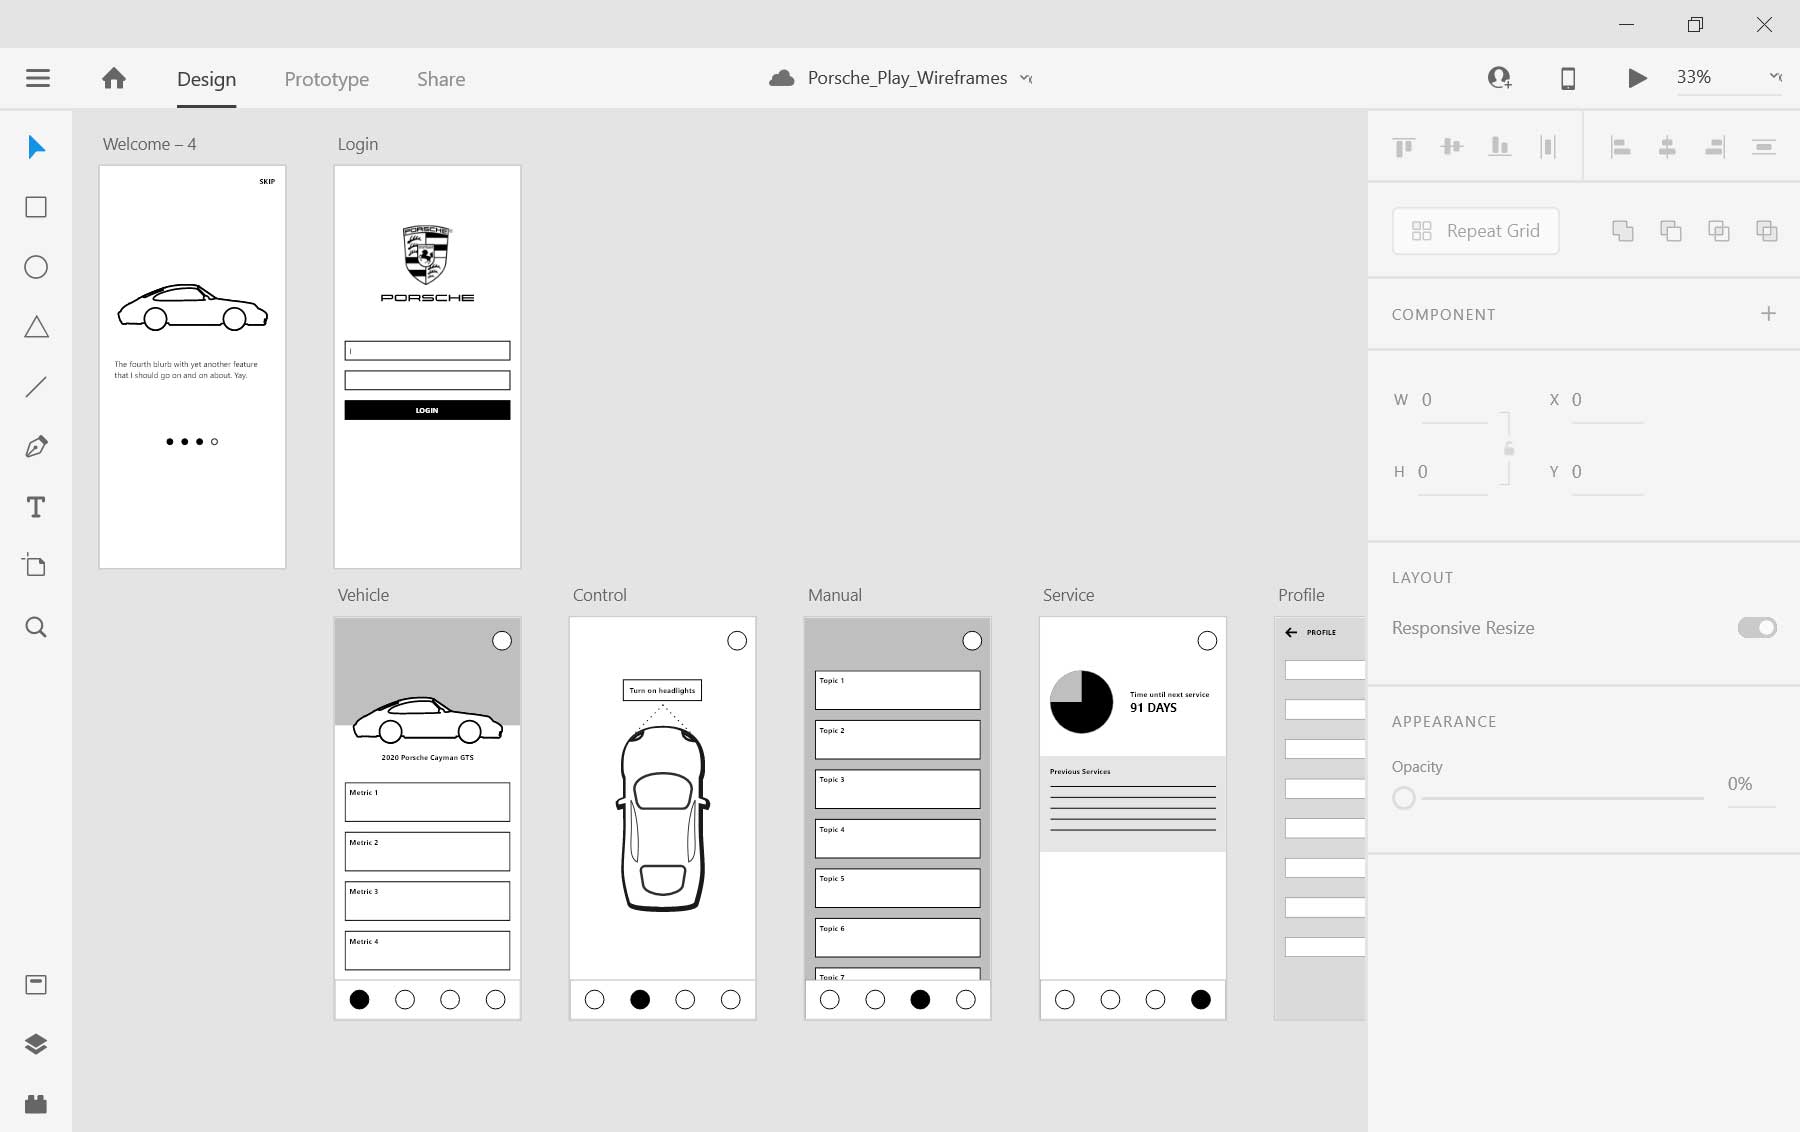 Design
Prototype
Share
Porsche_Play_Wireframes
33%
Welcome – 4
Login
SKIP
PORSCHE
PORSCHE
The fourth blurb with yet another feature
that I should go on and on about. Yay.
LOGIN
Vehicle
Control
Manual
Service
Profile
2020 Porsche Cayman GTS
Metric 1
Metric 2
Metric 3
Metric 4
Turn on headlights
Topic 1
Topic 2
Topic 3
Topic 4
Topic 5
Topic 6
Topic 7
Time until next service
91 DAYS
Previous Services
PROFILE
Repeat Grid
COMPONENT
W 0
X 0
H 0
Y 0
LAYOUT
Responsive Resize
APPEARANCE
Opacity
0%